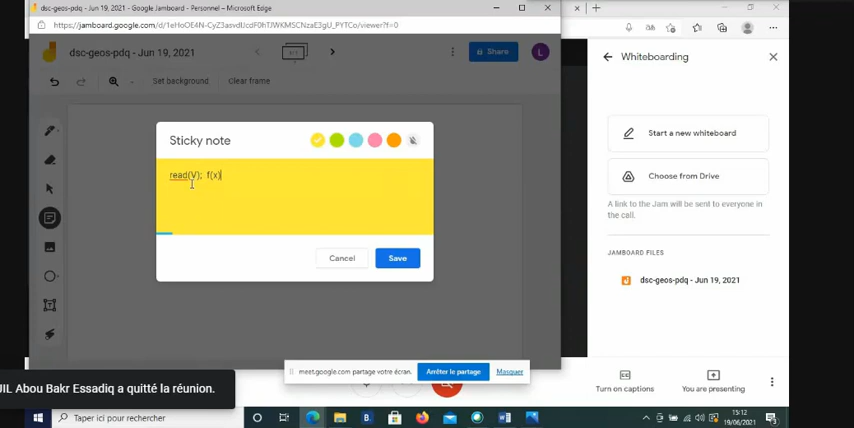 dsc-geos-pdq - Jun 19, 2021 - Google Jamboard - Personnel – Microsoft Edge
https://jamboard.google.com/d/1eHoOE4N-CyZ3asvdUcdF0hTJWKMSCNzaE3gU_PYTCo/viewer?f=0
dsc-geos-pdq - Jun 19, 2021
Share
L
Set background
Clear frame
Sticky note
read(V); f(x)
Cancel
Save
Whiteboarding
Start a new whiteboard
Choose from Drive
A link to the Jam will be sent to everyone in
the call.
JAMBOARD FILES
dsc-geos-pdq - Jun 19, 2021
meet.google.com partage votre écran.
Arrêter le partage
Masquer
JIL Abou Bakr Essadiq a quitté la réunion.
Turn on captions
You are presenting
Taper ici pour rechercher
15:12
19/06/2021